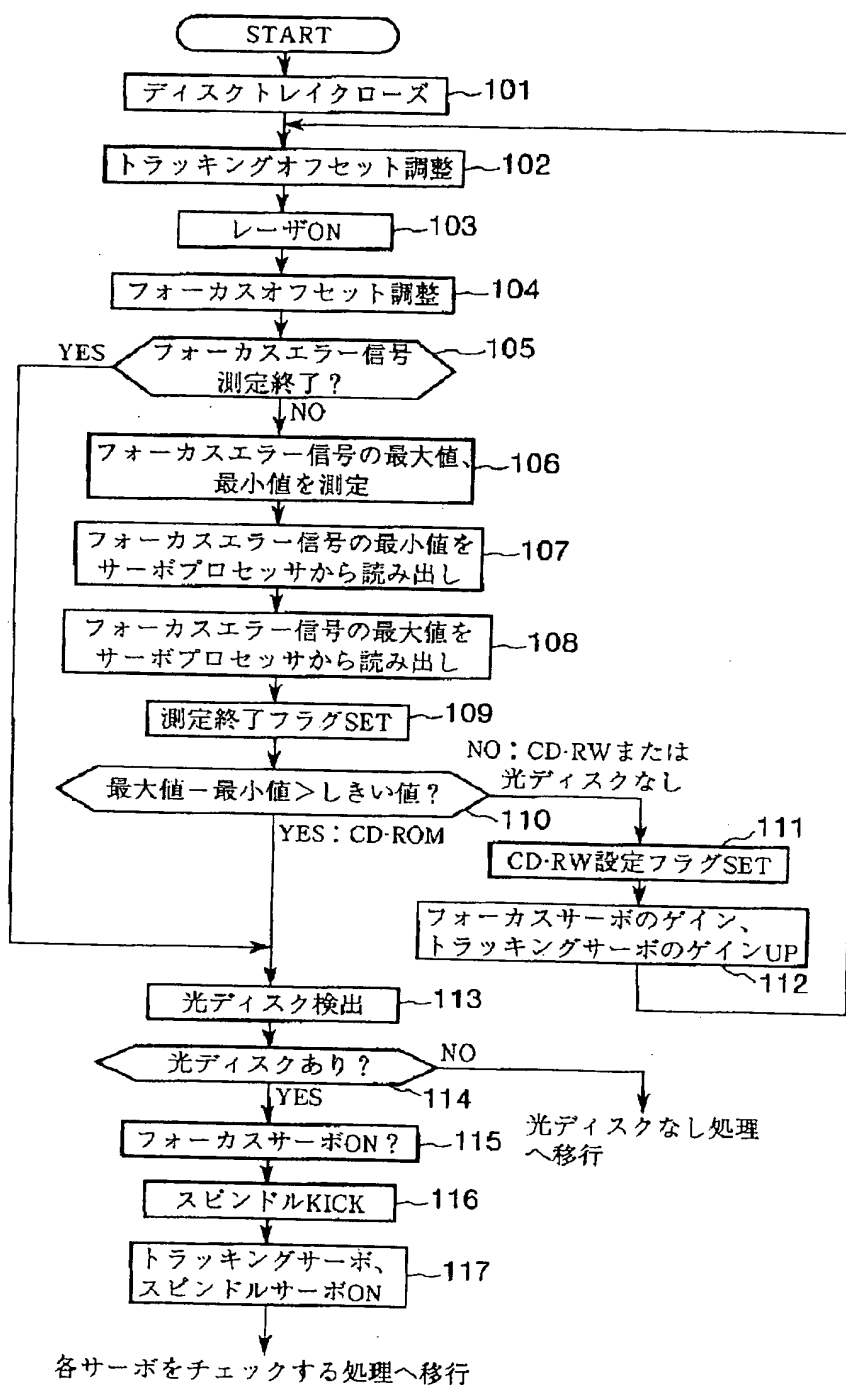 START
ディスクトレイクローズ
101
トラッキングオフセット調整
102
レーザON
103
フォーカスオフセット調整
104
フォーカスエラー信号
測定終了?
105
YES
NO
フォーカスエラー信号の最大値、
最小値を測定
106
フォーカスエラー信号の最小値を
サーボプロセッサから読み出し
107
フォーカスエラー信号の最大値を
サーボプロセッサから読み出し
108
測定終了フラグSET
109
最大値-最小値>しきい値?
110
NO:CD-RWまたは
光ディスクなし
YES:CD-ROM
111
CD-RW設定フラグSET
フォーカスサーボのゲイン、
トラッキングサーボのゲインUP
112
光ディスク検出
113
光ディスクあり?
114
NO
YES
光ディスクなし処理
へ移行
フォーカスサーボON?
115
スピンドルKICK
116
トラッキングサーボ、
スピンドルサーボON
117
各サーボをチェックする処理へ移行